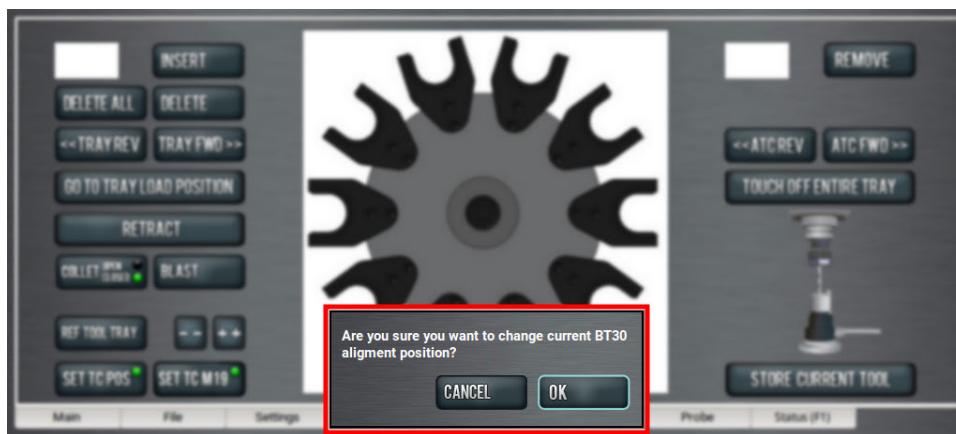 INSERT
REMOVE
DELETE ALL
DELETE
<<TRAY REV
TRAY FWD >>
<<ATC REV
ATC FWD >>
GO TO TRAY LOAD POSITION
TOUCH OFF ENTIRE TRAY
RETRACT
COLLET OPEN
CLOSED
BLAST
REF TOOL TRAY
- -
++
Are you sure you want to change current BT30
aligment position?
CANCEL
OK
SET TC POS
SET TC M19
STORE CURRENT TOOL
Main
File
Settings
Probe
Status (F1)